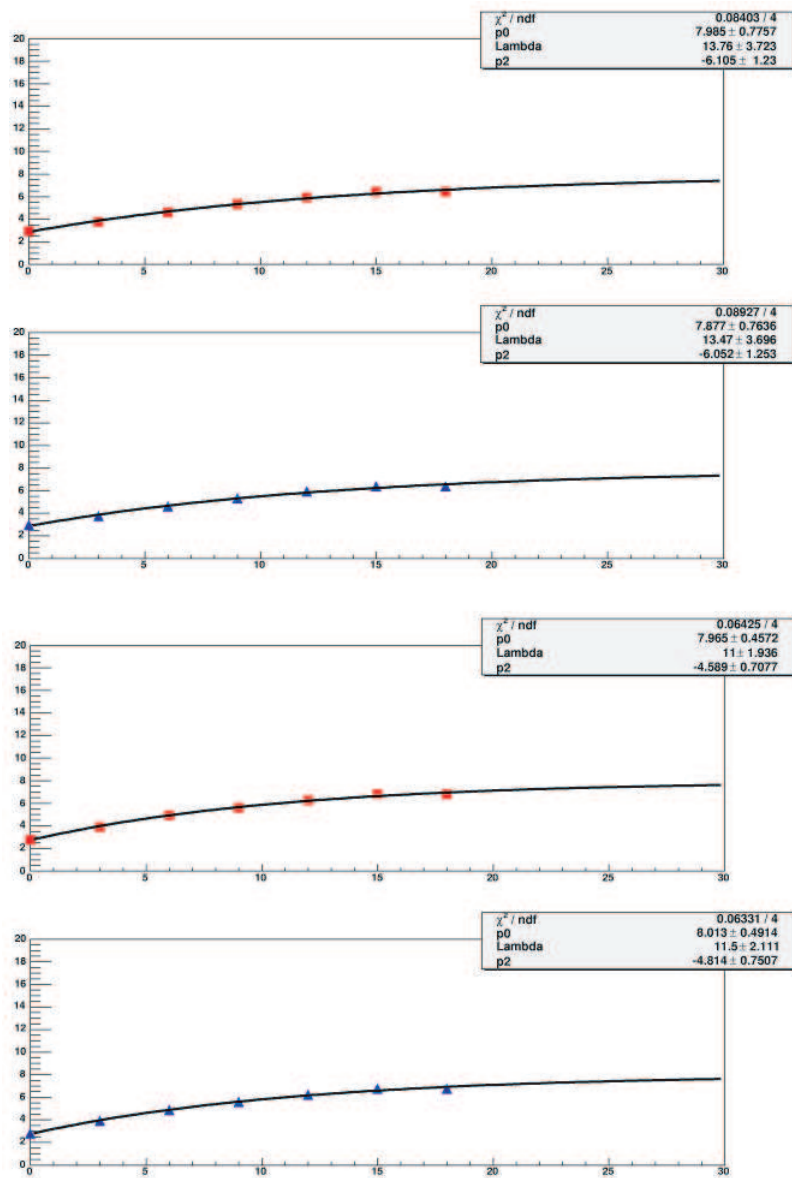 χ² / ndf 0.08403 / 4
p0 7.985 ± 0.7757
Lambda 13.76 ± 3.723
p2 -6.105 ± 1.23
20
18
16
14
12
10
8
6
4
2
0
0 5 10 15 20 25 30
χ² / ndf 0.08927 / 4
p0 7.877 ± 0.7636
Lambda 13.47 ± 3.696
p2 -6.052 ± 1.253
20
18
16
14
12
10
8
6
4
2
0
0 5 10 15 20 25 30
χ² / ndf 0.06425 / 4
p0 7.965 ± 0.4572
Lambda 11 ± 1.936
p2 -4.589 ± 0.7077
20
18
16
14
12
10
8
6
4
2
0
0 5 10 15 20 25 30
χ² / ndf 0.06331 / 4
p0 8.013 ± 0.4914
Lambda 11.5 ± 2.111
p2 -4.814 ± 0.7507
20
18
16
14
12
10
8
6
4
2
0
0 5 10 15 20 25 30